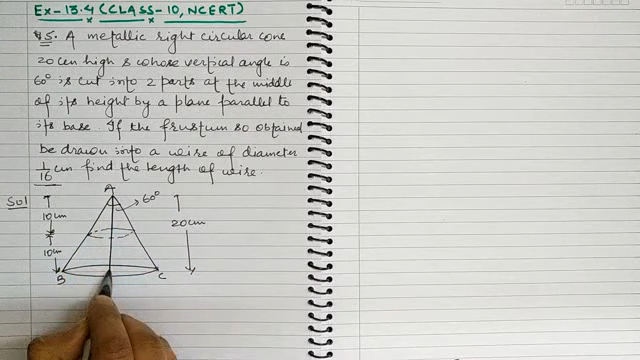 Ex-13.4 (CLASS-10, NCERT)
Q5. A metallic right circular cone
20cm high & whose vertical angle is
60° is cut into 2 parts at the middle
of its height by a plane parallel to
its base. If the frustum so obtained
be drawn into a wire of diameter
1/16 cm find the length of wire.
Sol
A
60°
10cm
20cm
10cm
B
C